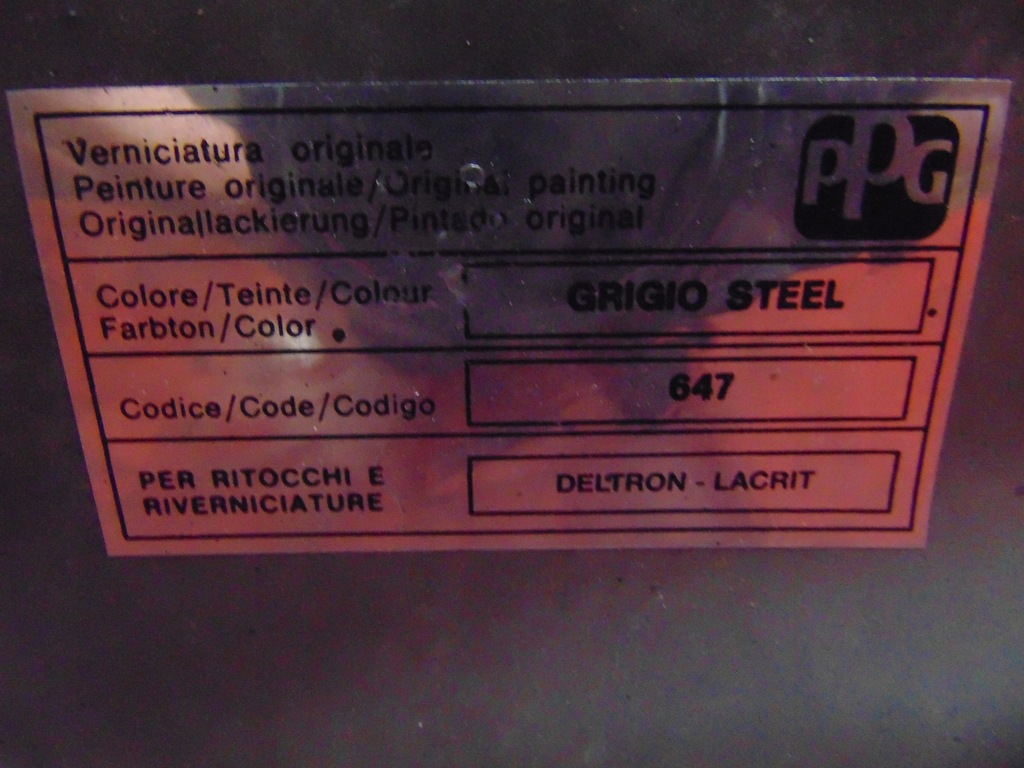 Verniciatura originale
PPG
Peinture originale/Original painting
Originallackierung/Pintado original
Colore/Teinte/Colour
Farbton/Color
GRIGIO STEEL
Codice/Code/Codigo
647
PER RITOCCHI E
RIVERNICIATURE
DELTRON - LACRIT